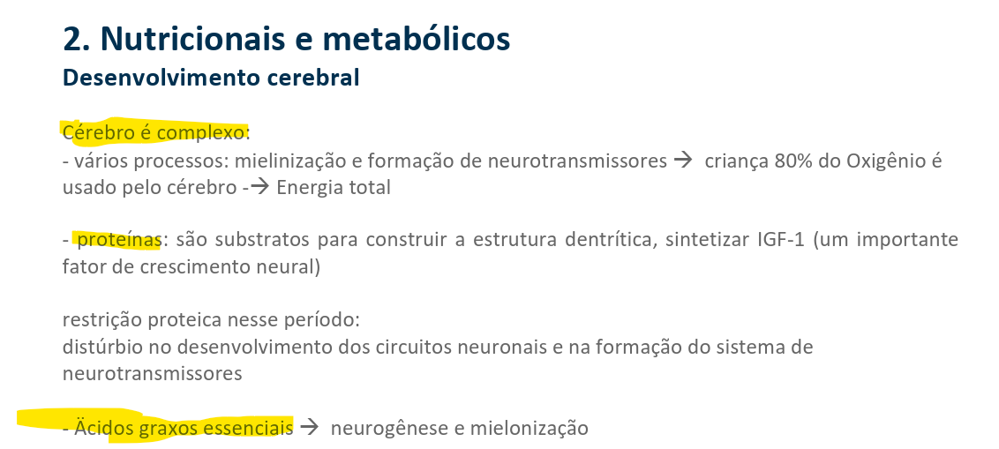 2. Nutricionais e metabólicos
Desenvolvimento cerebral
Cérebro é complexo:
- vários processos: mielinização e formação de neurotransmissores → criança 80% do Oxigênio é
usado pelo cérebro -→ Energia total
- proteínas: são substratos para construir a estrutura dentrítica, sintetizar IGF-1 (um importante
fator de crescimento neural)
restrição proteica nesse período:
distúrbio no desenvolvimento dos circuitos neuronais e na formação do sistema de
neurotransmissores
- Äcidos graxos essenciais → neurogênese e mielonização